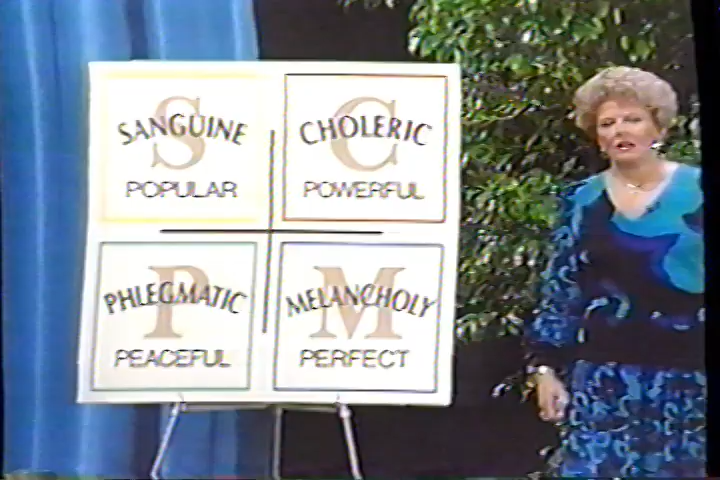 S
SANGUINE
POPULAR
C
CHOLERIC
POWERFUL
P
PHLEGMATIC
PEACEFUL
M
MELANCHOLY
PERFECT